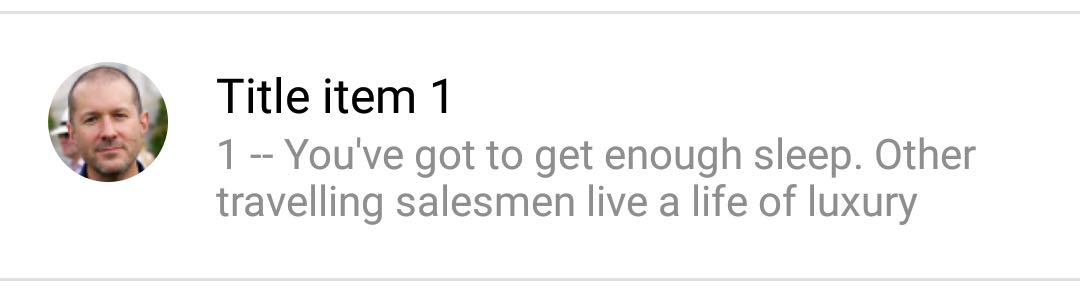 Title item 1
1 -- You've got to get enough sleep. Other
travelling salesmen live a life of luxury